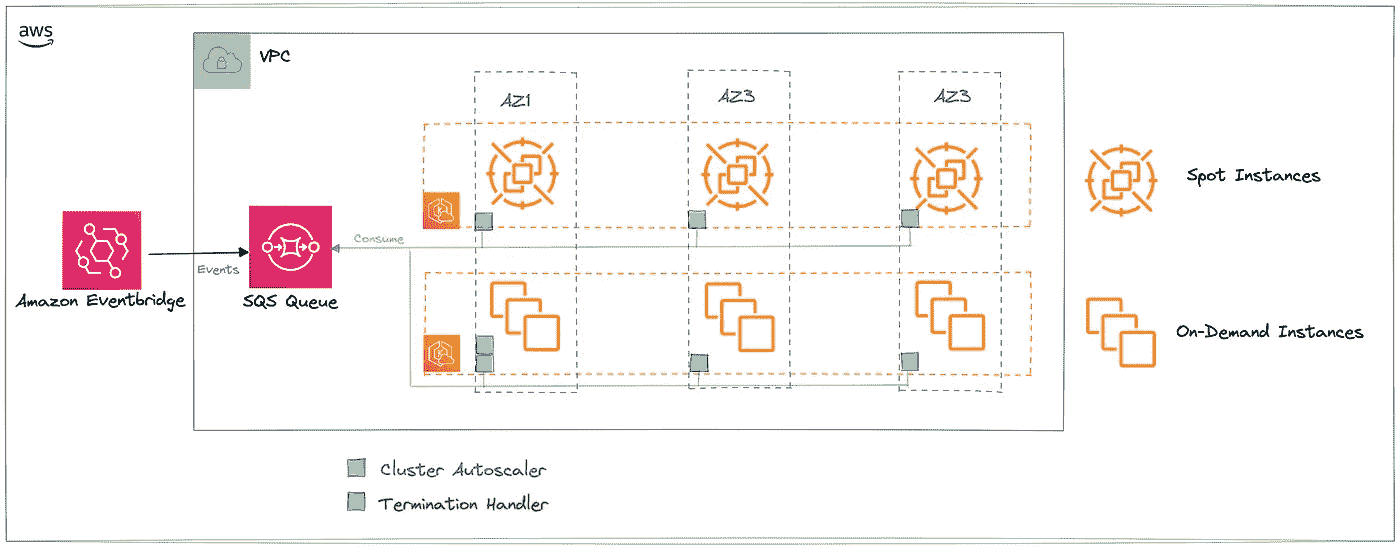 aws
VPC
AZ1
AZ3
AZ3
Spot Instances
Consume
Events
Amazon Eventbridge
SQS Queue
On-Demand Instances
Cluster Autoscaler
Termination Handler